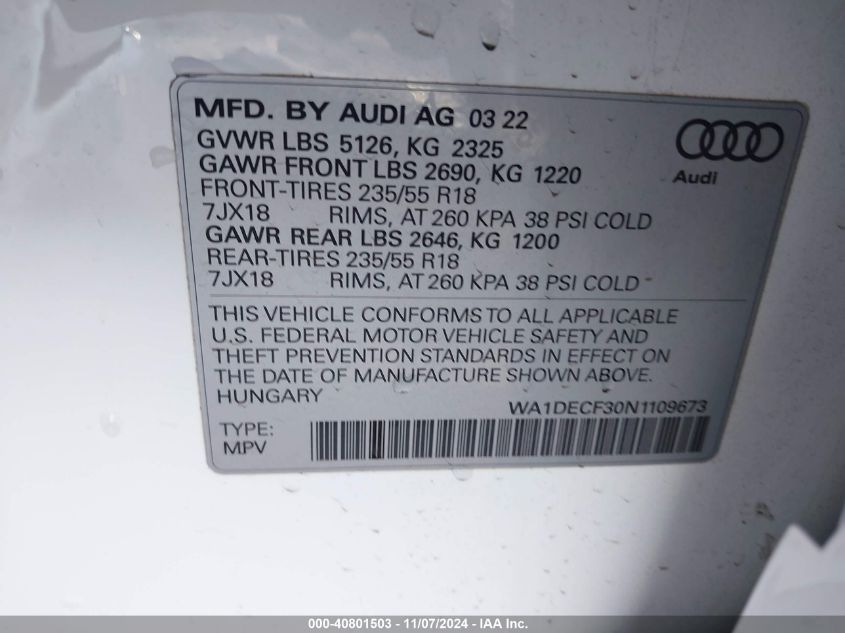 MFD. BY AUDI AG 03 22
GVWR LBS 5126, KG 2325
GAWR FRONT LBS 2690, KG 1220
FRONT-TIRES 235/55 R18
7JX18 RIMS, AT 260 KPA 38 PSI COLD
GAWR REAR LBS 2646, KG 1200
REAR-TIRES 235/55 R18
7JX18 RIMS, AT 260 KPA 38 PSI COLD
Audi
THIS VEHICLE CONFORMS TO ALL APPLICABLE
U.S. FEDERAL MOTOR VEHICLE SAFETY AND
THEFT PREVENTION STANDARDS IN EFFECT ON
THE DATE OF MANUFACTURE SHOWN ABOVE.
HUNGARY
WA1DECF30N1109673
TYPE:
MPV
000-40801503 - 11/07/2024 - IAA Inc.